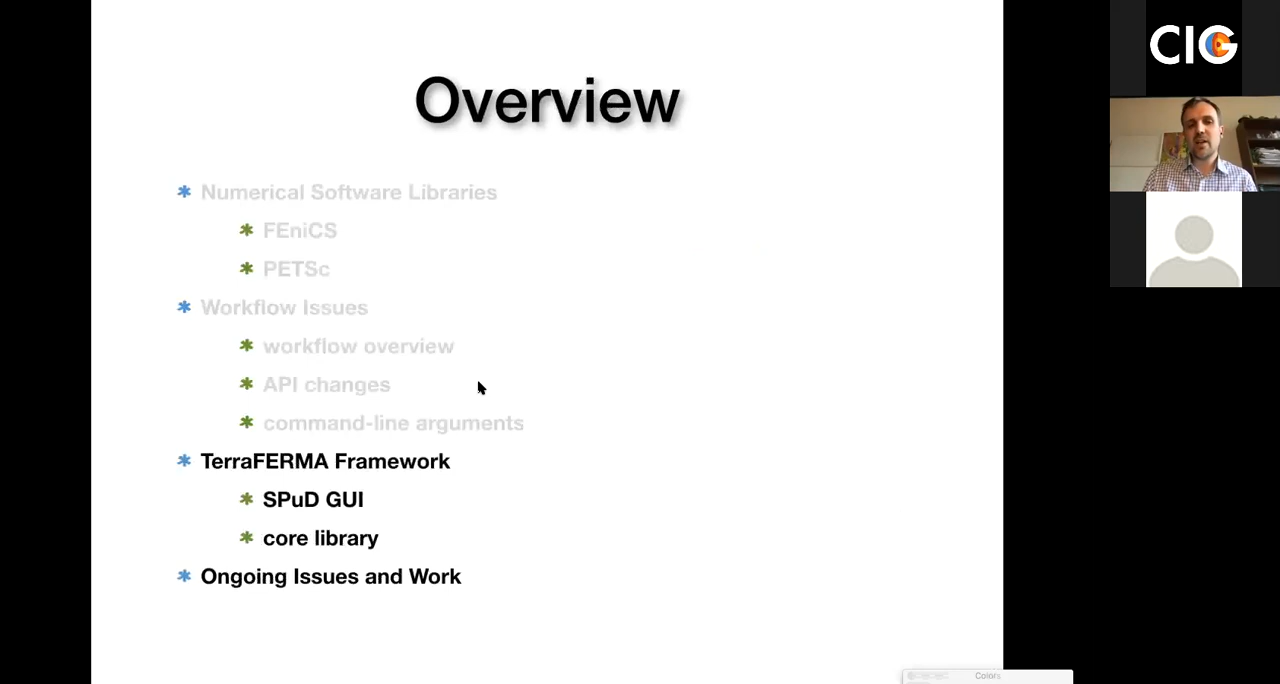 Overview
* Numerical Software Libraries
* FEniCS
* PETSc
* Workflow Issues
* workflow overview
* API changes
* command-line arguments
* TerraFERMA Framework
* SPuD GUI
* core library
* Ongoing Issues and Work
CIG
Colors